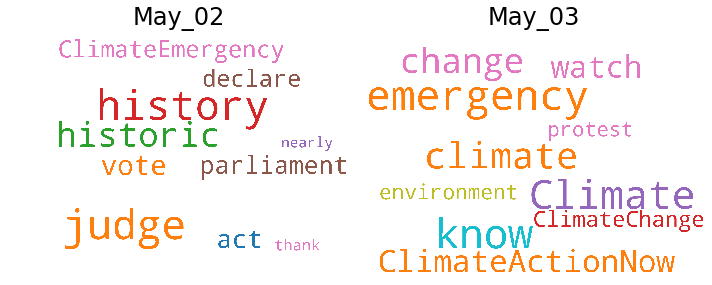 May_02
ClimateEmergency
declare
history
historic
nearly
vote
parliament
judge
act
thank
May_03
change
watch
emergency
protest
climate
environment
Climate
ClimateChange
know
ClimateActionNow